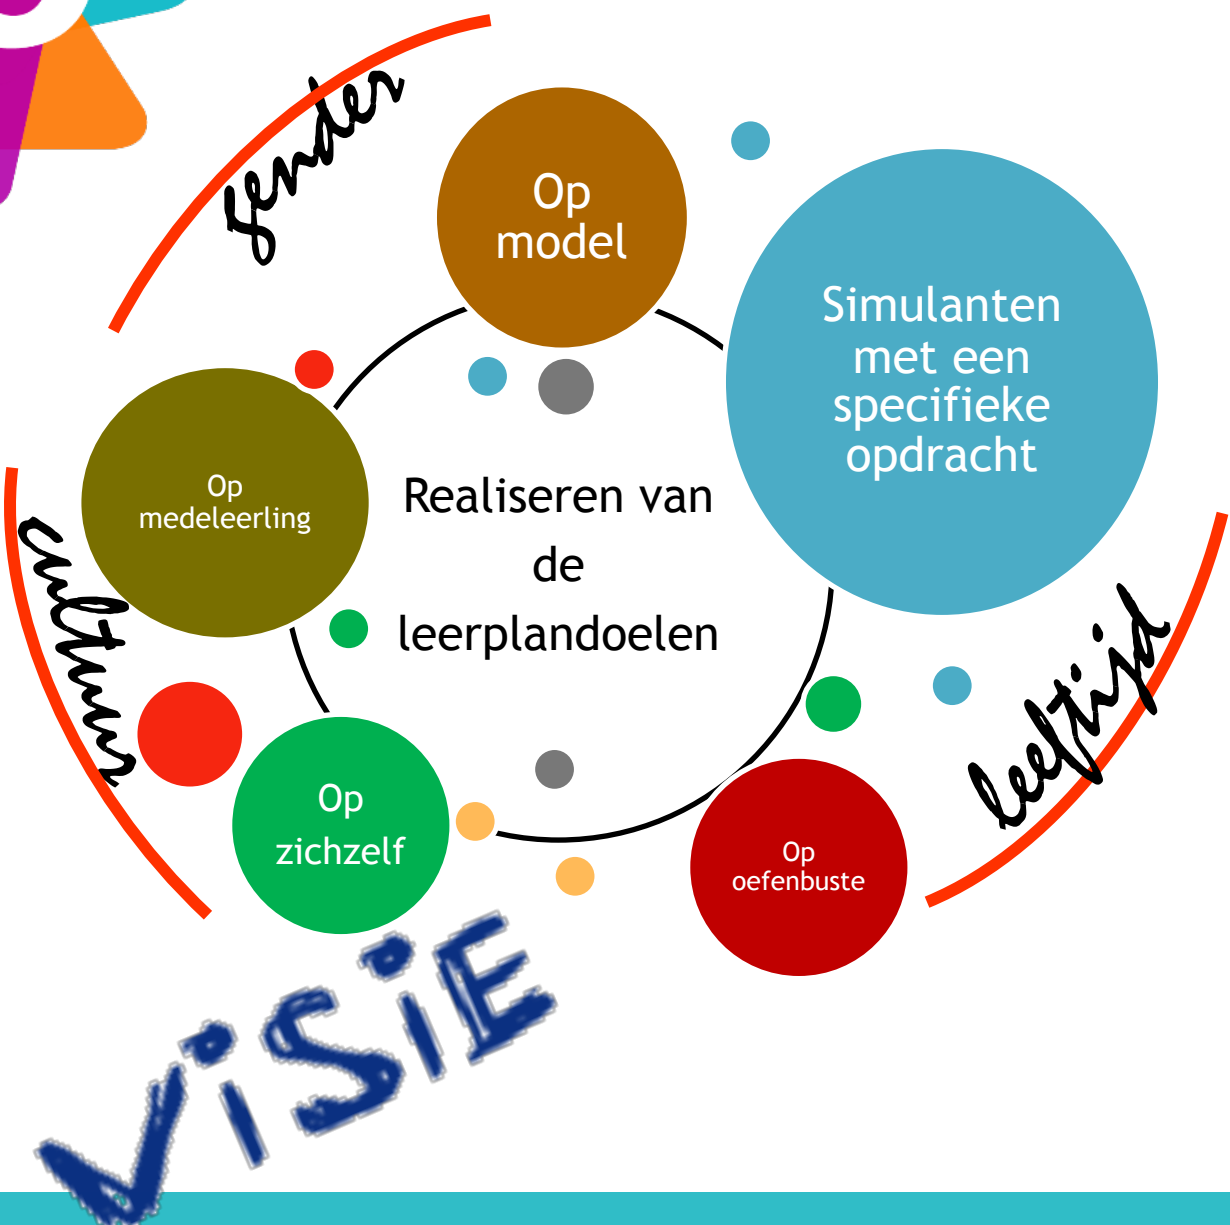 gender
Op
model
Simulanten
met een
specifieke
opdracht
Op
medeleerling
Realiseren van
de
leerplandoelen
cultuur
leeftijd
Op
zichzelf
Op
oefenbuste
ViSiE